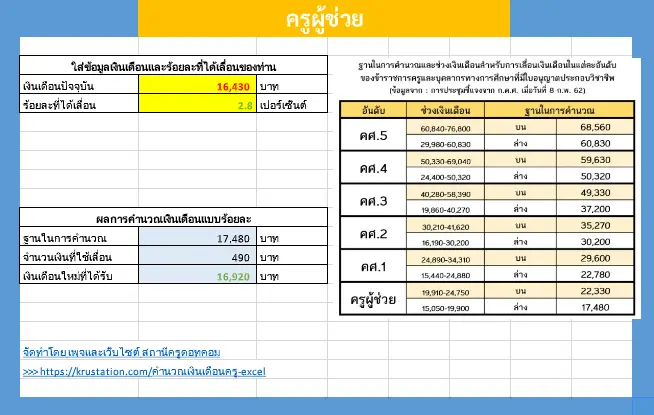 ครูผู้ช่วย
ใส่ข้อมูลเงินเดือนและร้อยละที่ได้เลื่อนของท่าน
เงินเดือนปัจจุบัน 16,430 บาท
ร้อยละที่ได้เลื่อน 2.8 เปอร์เซ็นต์
ผลการคำนวณเงินเดือนแบบร้อยละ
ฐานในการคำนวณ 17,480 บาท
จำนวนเงินที่ใช้เลื่อน 490 บาท
เงินเดือนใหม่ที่ได้รับ 16,920 บาท
จัดทำโดย เพจและเว็บไซต์ สถานีครูดอทคอม
>>> https://krustation.com/คำนวณเงินเดือนครู-excel
ฐานในการคำนวณและช่วงเงินเดือนสำหรับการเลื่อนเงินเดือนในแต่ละอันดับ
ของข้าราชการครูและบุคลากรทางการศึกษาที่มีใบอนุญาตประกอบวิชาชีพ
(ข้อมูลจาก : การประชุมชี้แจงจาก ก.ค.ศ. เมื่อวันที่ 8 ก.พ. 62)
อันดับ ช่วงเงินเดือน ฐานในการคำนวณ
คศ.5 60,840-76,800 บน 68,560
29,980-60,830 ล่าง 60,830
คศ.4 50,330-69,040 บน 59,630
24,400-50,320 ล่าง 50,320
คศ.3 40,280-58,390 บน 49,330
19,860-40,270 ล่าง 37,200
คศ.2 30,210-41,620 บน 35,270
16,190-30,200 ล่าง 30,200
คศ.1 24,890-34,310 บน 29,600
15,440-24,880 ล่าง 22,780
ครูผู้ช่วย 19,910-24,750 บน 22,330
15,050-19,900 ล่าง 17,480